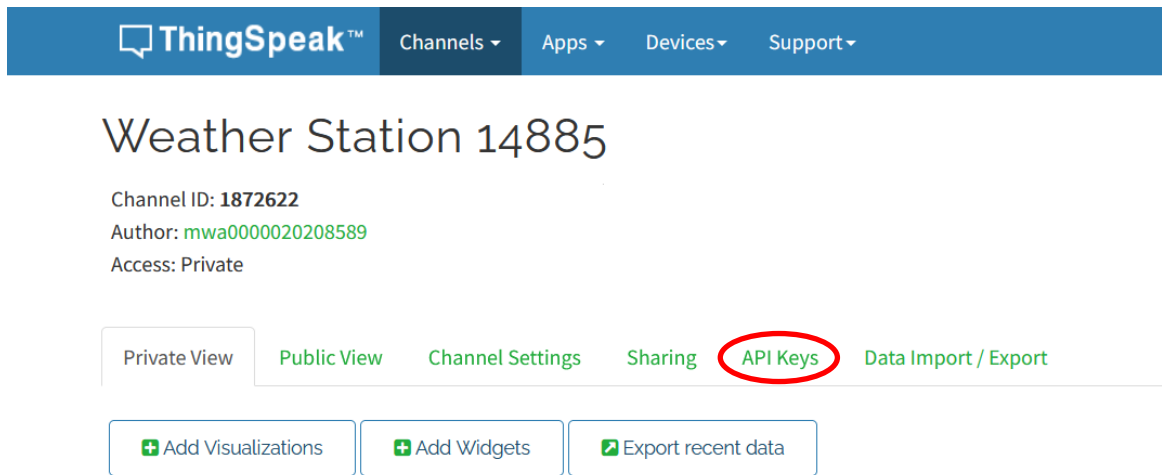 ThingSpeak™ Channels Apps Devices Support
Weather Station 14885
Channel ID: 1872622
Author: mwa0000020208589
Access: Private
Private View Public View Channel Settings Sharing API Keys Data Import / Export
Add Visualizations Add Widgets Export recent data